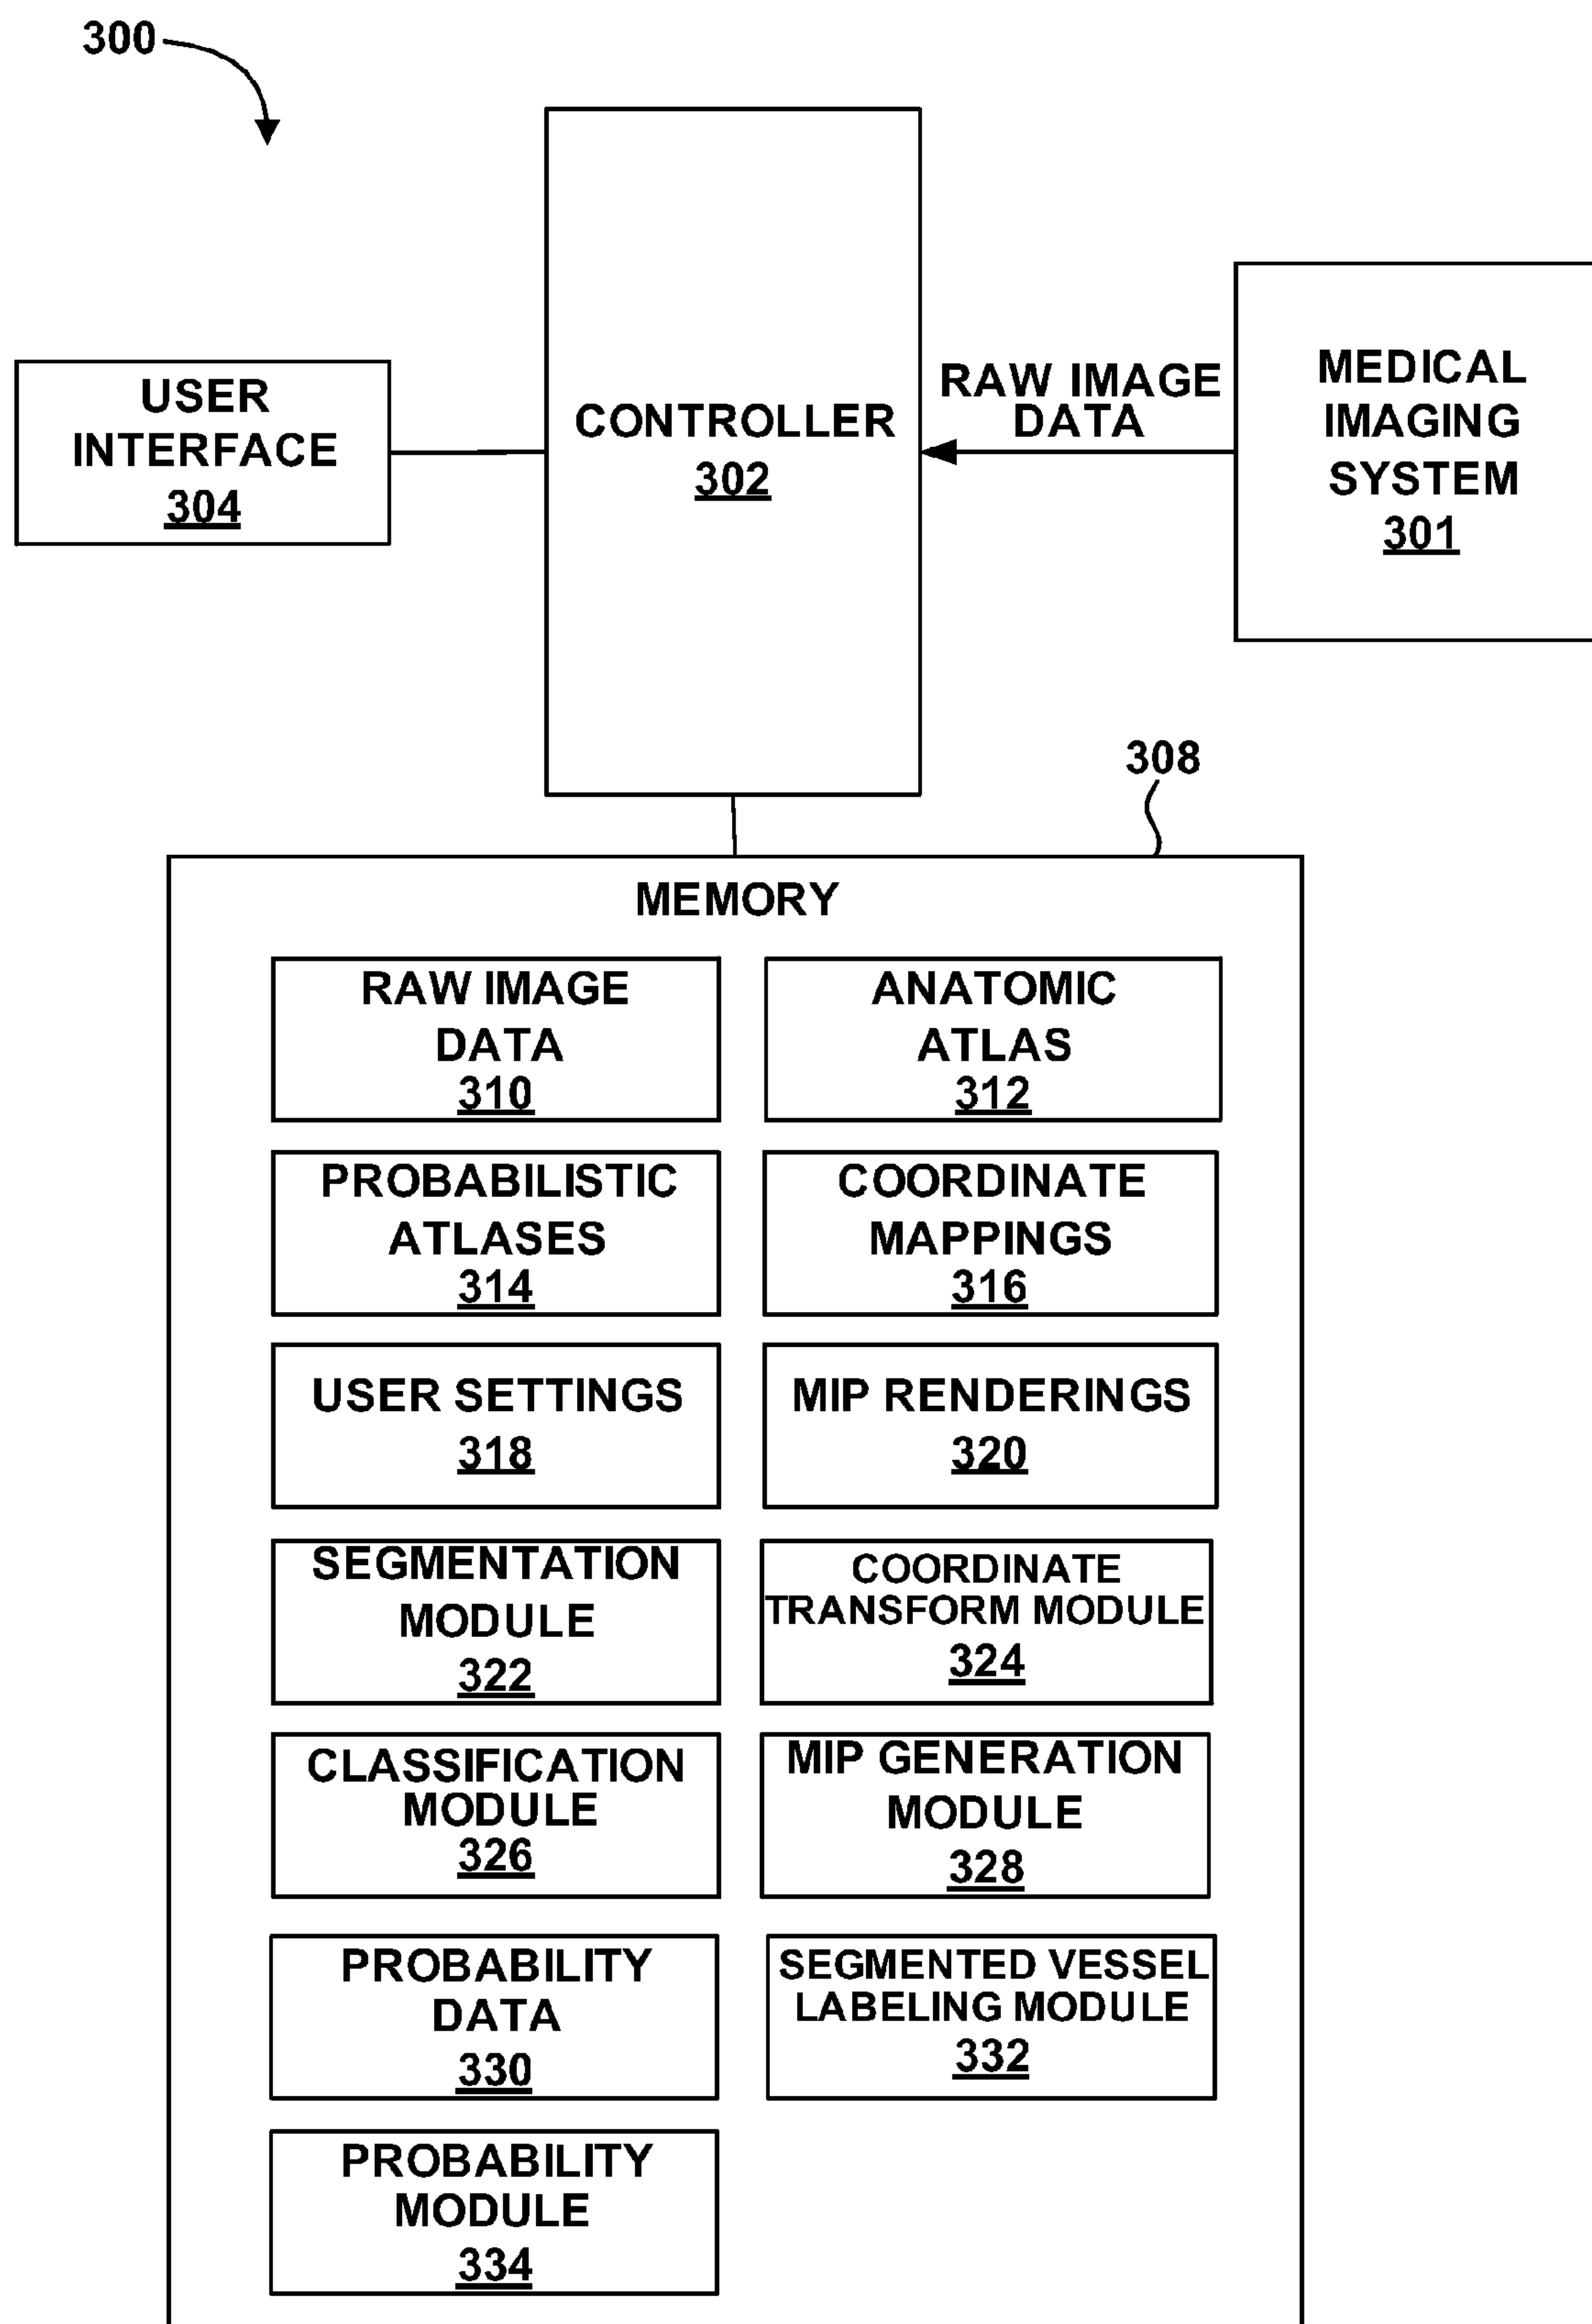 300
USER
INTERFACE
304
CONTROLLER
302
RAW IMAGE
DATA
MEDICAL
IMAGING
SYSTEM
301
308
MEMORY
RAW IMAGE
DATA
310
ANATOMIC
ATLAS
312
PROBABILISTIC
ATLASES
314
COORDINATE
MAPPINGS
316
USER SETTINGS
318
MIP RENDERINGS
320
SEGMENTATION
MODULE
322
COORDINATE
TRANSFORM MODULE
324
CLASSIFICATION
MODULE
326
MIP GENERATION
MODULE
328
PROBABILITY
DATA
330
SEGMENTED VESSEL
LABELING MODULE
332
PROBABILITY
MODULE
334